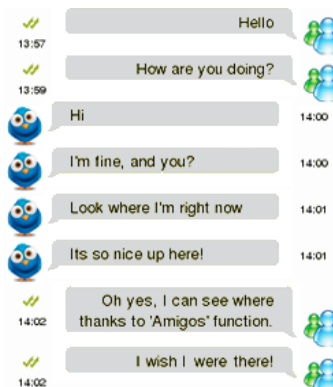 Hello
13:57
How are you doing?
13:59
Hi
14:00
I'm fine, and you?
14:00
Look where I'm right now
14:01
Its so nice up here!
14:01
Oh yes, I can see where
thanks to 'Amigos' function.
14:02
I wish I were there!
14:02